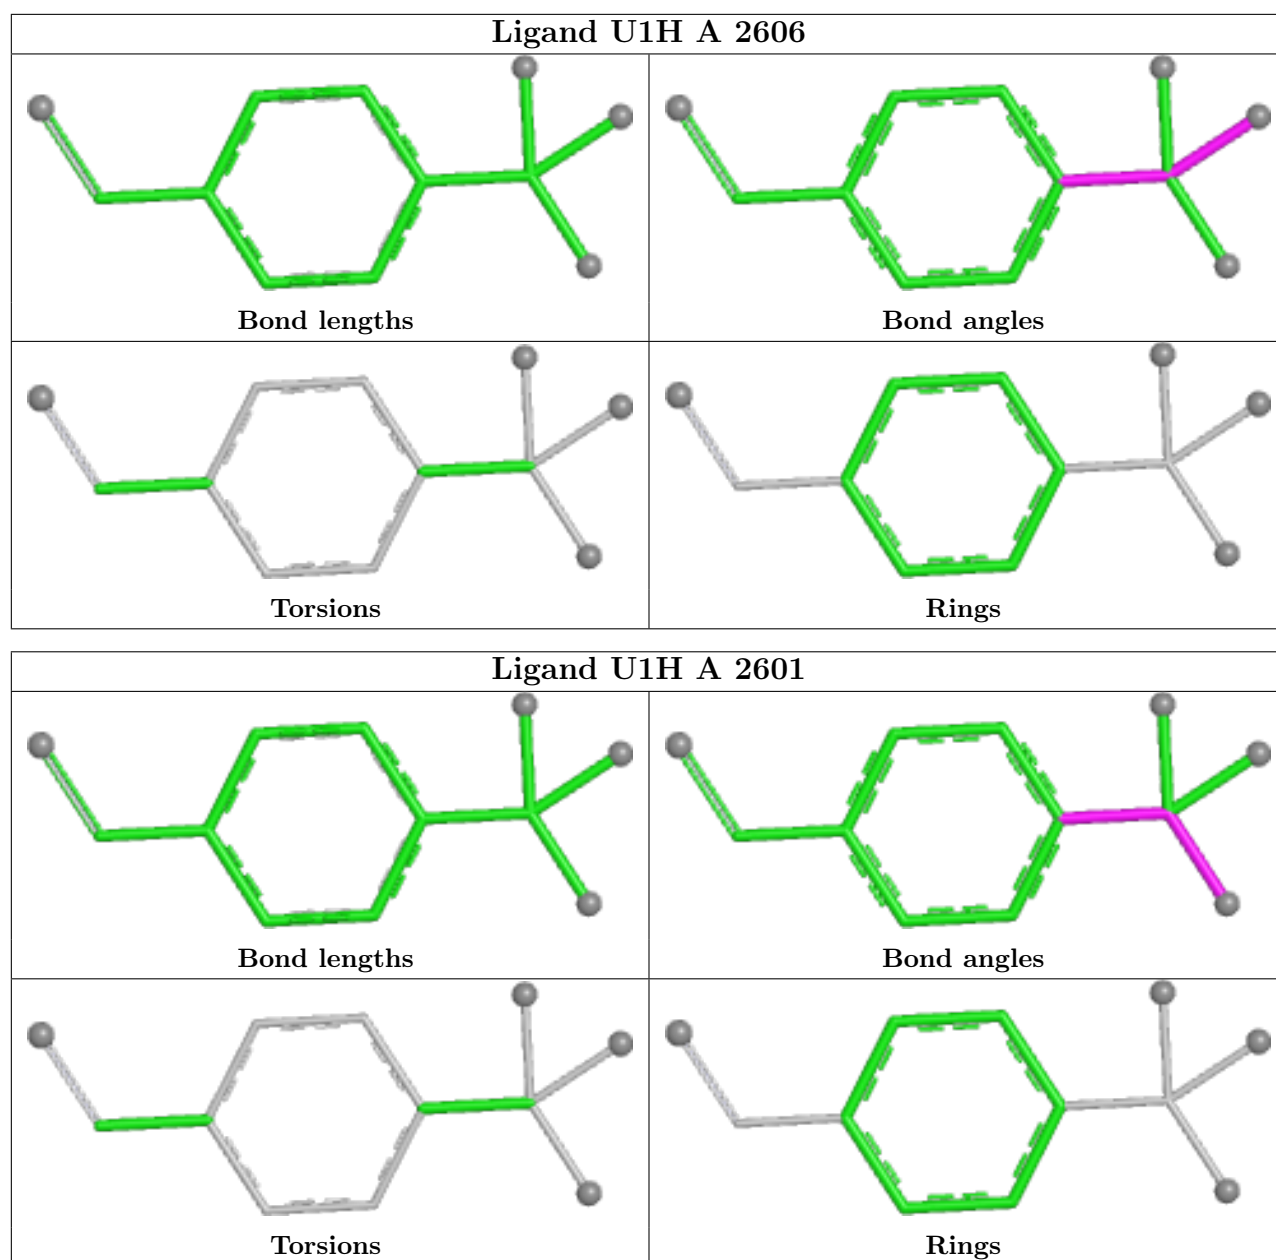 Ligand U1H A 2606
Bond lengths
Bond angles
Torsions
Rings
Ligand U1H A 2601
Bond lengths
Bond angles
Torsions
Rings